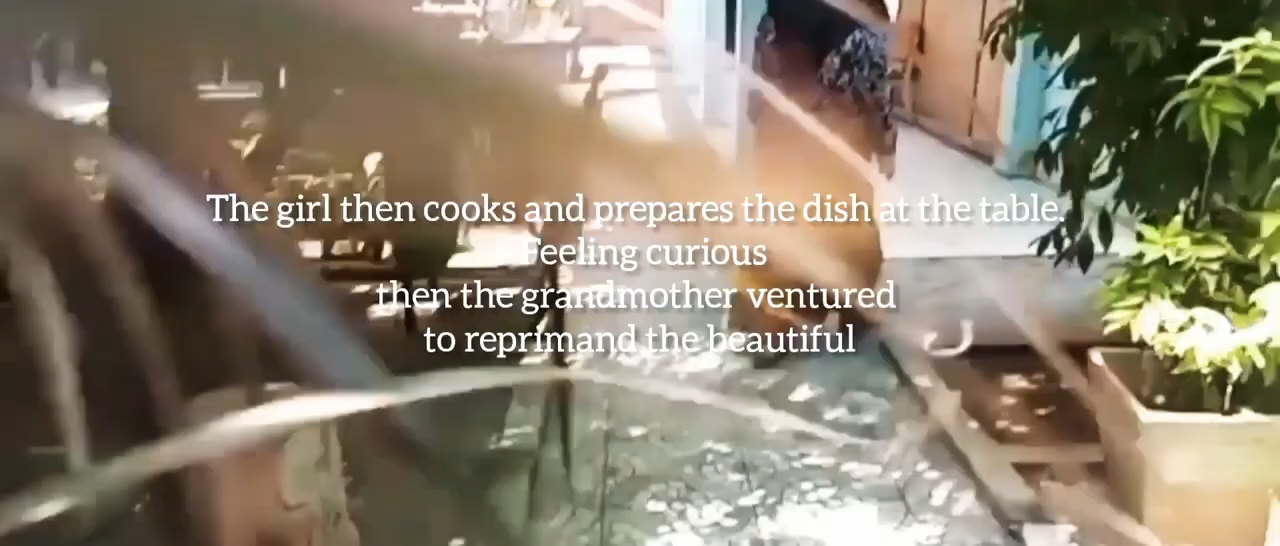 The girl then cooks and prepares the dish at the table.
Feeling curious
then the grandmother ventured
to reprimand the beautiful